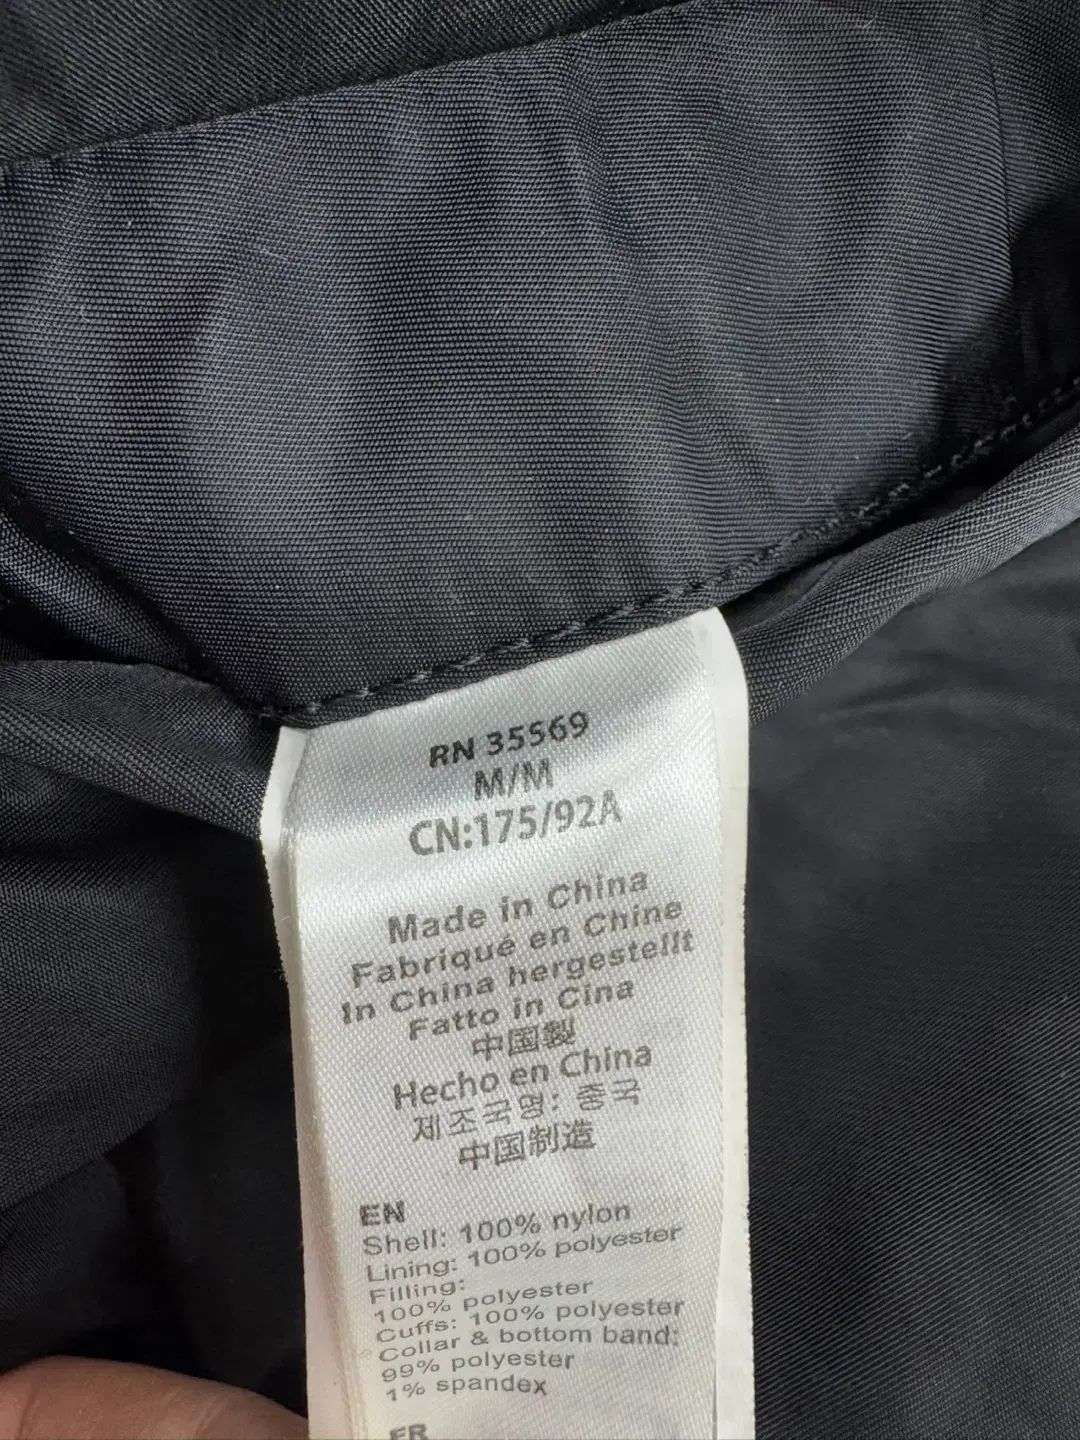 RN 35569
M/M
CN:175/92A
Made in China
Fabriqué en Chine
In China hergestellt
Fatto in Cina
中国製
Hecho en China
제조국명: 중국
中国制造
EN
Shell: 100% nylon
Lining: 100% polyester
Filling:
100% polyester
Cuffs: 100% polyester
Collar & bottom band:
99% polyester
1% spandex
FR